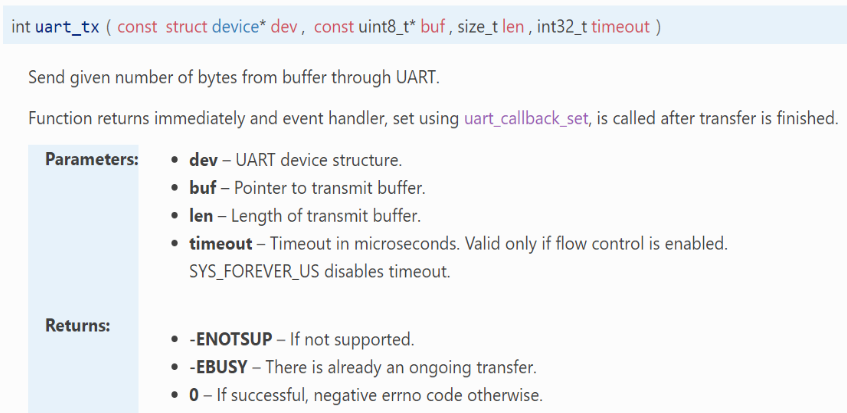 int uart_tx ( const struct device* dev , const uint8_t* buf , size_t len , int32_t timeout )
Send given number of bytes from buffer through UART.
Function returns immediately and event handler, set using uart_callback_set, is called after transfer is finished.
Parameters:
• dev – UART device structure.
• buf – Pointer to transmit buffer.
• len – Length of transmit buffer.
• timeout – Timeout in microseconds. Valid only if flow control is enabled.
SYS_FOREVER_US disables timeout.
Returns:
• -ENOTSUP – If not supported.
• -EBUSY – There is already an ongoing transfer.
• 0 – If successful, negative errno code otherwise.